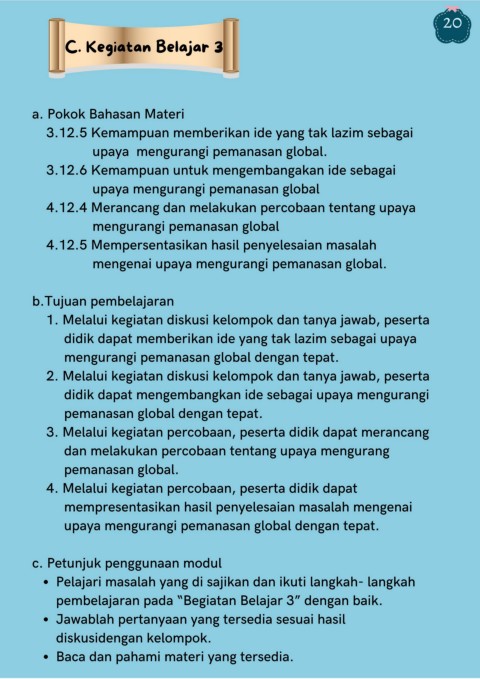 20
C. Kegiatan Belajar 3
a. Pokok Bahasan Materi
3.12.5 Kemampuan memberikan ide yang tak lazim sebagai
upaya mengurangi pemanasan global.
3.12.6 Kemampuan untuk mengembangakan ide sebagai
upaya mengurangi pemanasan global
4.12.4 Merancang dan melakukan percobaan tentang upaya
mengurangi pemanasan global
4.12.5 Mempersentasikan hasil penyelesaian masalah
mengenai upaya mengurangi pemanasan global.
b.Tujuan pembelajaran
1. Melalui kegiatan diskusi kelompok dan tanya jawab, peserta
didik dapat memberikan ide yang tak lazim sebagai upaya
mengurangi pemanasan global dengan tepat.
2. Melalui kegiatan diskusi kelompok dan tanya jawab, peserta
didik dapat mengembangkan ide sebagai upaya mengurangi
pemanasan global dengan tepat.
3. Melalui kegiatan percobaan, peserta didik dapat merancang
dan melakukan percobaan tentang upaya mengurang
pemanasan global.
4. Melalui kegiatan percobaan, peserta didik dapat
mempresentasikan hasil penyelesaian masalah mengenai
upaya mengurangi pemanasan global dengan tepat.
c. Petunjuk penggunaan modul
• Pelajari masalah yang di sajikan dan ikuti langkah- langkah
pembelajaran pada “Begiatan Belajar 3” dengan baik.
• Jawablah pertanyaan yang tersedia sesuai hasil
diskusidengan kelompok.
• Baca dan pahami materi yang tersedia.